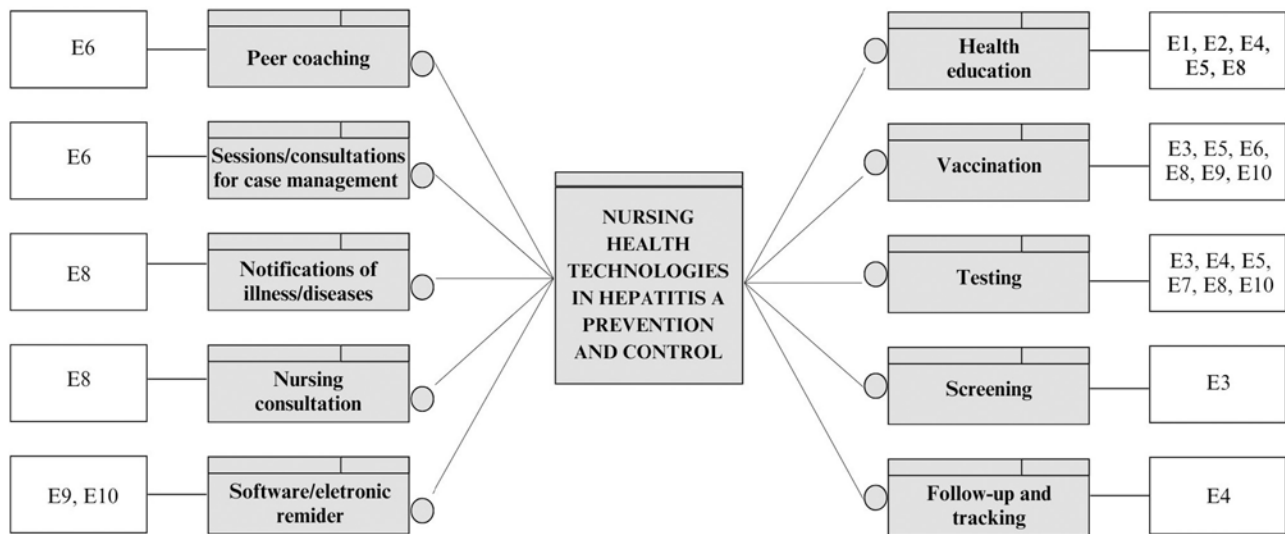 E6
Peer coaching
E6
Sessions/consultations
for case management
E8
Notifications of
illness/diseases
E8
Nursing
consultation
E9, E10
Software/eletronic
remider
NURSING
HEALTH
TECHNOLOGIES
IN HEPATITIS A
PREVENTION
AND CONTROL
Health
education
E1, E2, E4,
E5, E8
Vaccination
E3, E5, E6,
E8, E9, E10
Testing
E3, E4, E5,
E7, E8, E10
Screening
E3
Follow-up and
tracking
E4